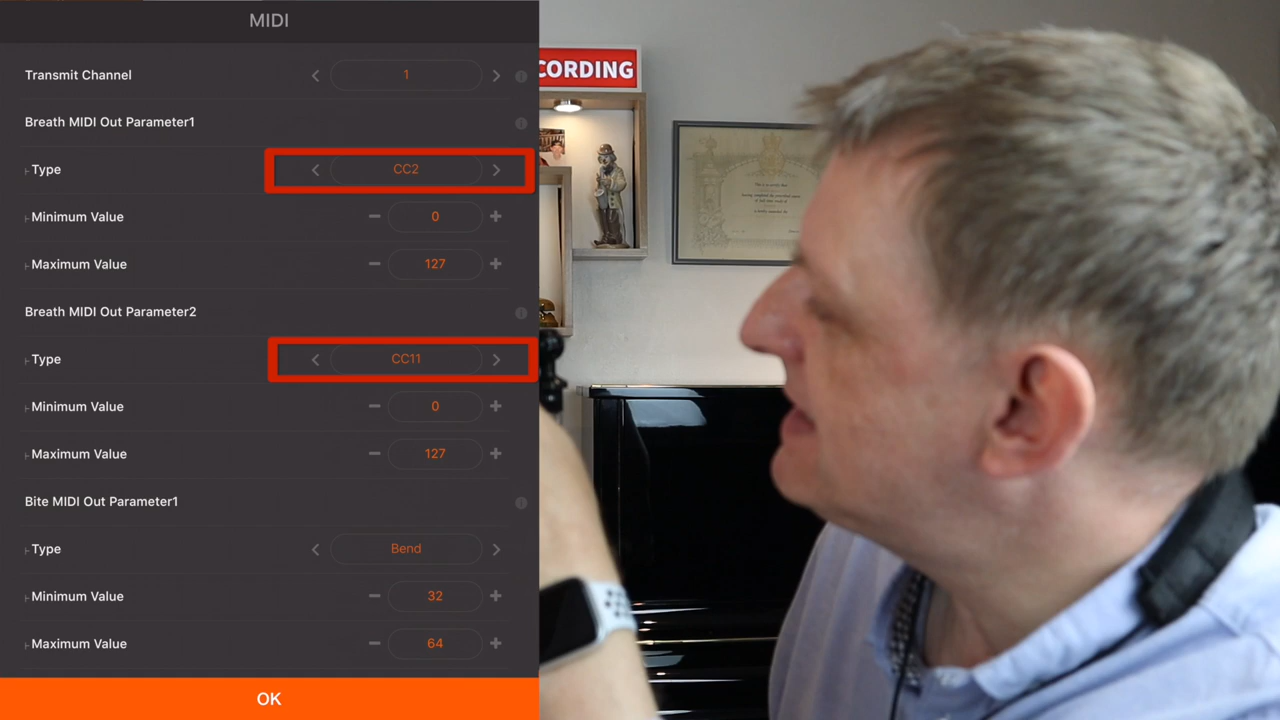 MIDI
Transmit Channel 1
Breath MIDI Out Parameter1
Type CC2
Minimum Value 0
Maximum Value 127
Breath MIDI Out Parameter2
Type CC11
Minimum Value 0
Maximum Value 127
Bite MIDI Out Parameter1
Type Bend
Minimum Value 32
Maximum Value 64
OK
CORDING